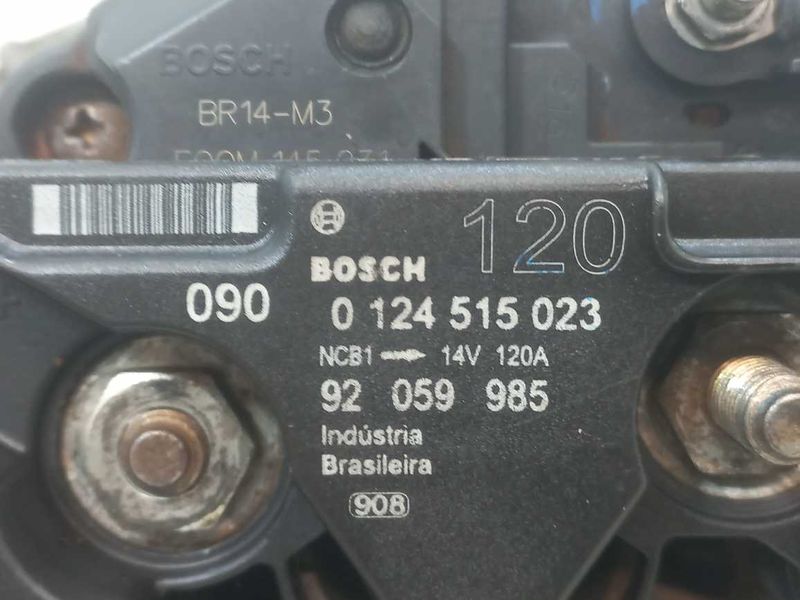 BOSCH
BR14-M3
120
BOSCH
090
0 124 515 023
NCB1 14V 120A
92 059 985
Indústria
Brasileira
908